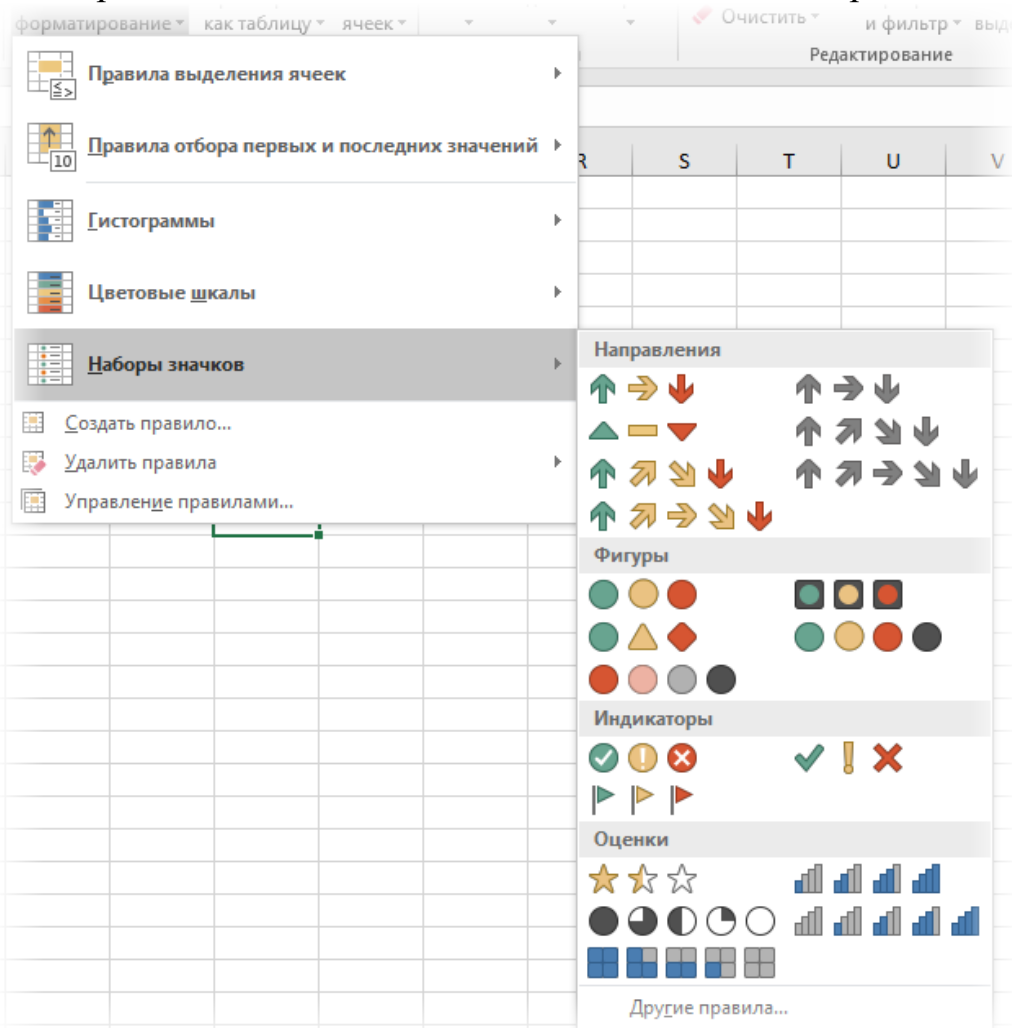 форматирование как таблицу ячеек Очистить и фильтр
Редактирование
Правила выделения ячеек
Правила отбора первых и последних значений
10
S T U V
Гистограммы
Цветовые шкалы
Наборы значков
Создать правило...
Удалить правила
Управление правилами...
Направления
Фигуры
Индикаторы
Оценки
Другие правила...